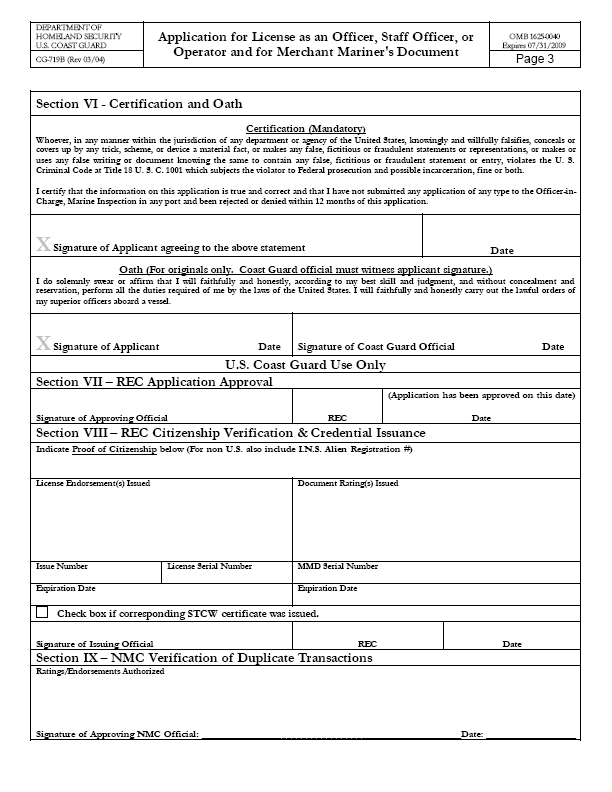 DEPARTMENT OF
HOMELAND SECURITY
U.S. COAST GUARD
CG-719B (Rev 03/04)
Application for License as an Officer, Staff Officer, or
Operator and for Merchant Mariner's Document
OMB 1625-0040
Expires 07/31/2009
Page 3
Section VI - Certification and Oath
Certification (Mandatory)
Whoever, in any manner within the jurisdiction of any department or agency of the United States, knowingly and willfully falsifies, conceals or
covers up by any trick, scheme, or device a material fact, or makes any false, fictitious or fraudulent statements or representations, or makes or
uses any false writing or document knowing the same to contain any false, fictitious or fraudulent statement or entry, violates the U. S.
Criminal Code at Title 18 U. S. C. 1001 which subjects the violator to Federal prosecution and possible incarceration, fine or both.
I certify that the information on this application is true and correct and that I have not submitted any application of any type to the Officer-in-
Charge, Marine Inspection in any port and been rejected or denied within 12 months of this application.
X Signature of Applicant agreeing to the above statement
Date
Oath (For originals only. Coast Guard official must witness applicant signature.)
I do solemnly swear or affirm that I will faithfully and honestly, according to my best skill and judgment, and without concealment and
reservation, perform all the duties required of me by the laws of the United States. I will faithfully and honestly carry out the lawful orders of
my superior officers aboard a vessel.
X Signature of Applicant Date
Signature of Coast Guard Official Date
U.S. Coast Guard Use Only
Section VII – REC Application Approval
(Application has been approved on this date)
Signature of Approving Official REC Date
Section VIII – REC Citizenship Verification & Credential Issuance
Indicate Proof of Citizenship below (For non U.S. also include I.N.S. Alien Registration #)
License Endorsement(s) Issued
Document Rating(s) Issued
Issue Number License Serial Number MMD Serial Number
Expiration Date Expiration Date
Check box if corresponding STCW certificate was issued.
Signature of Issuing Official REC Date
Section IX – NMC Verification of Duplicate Transactions
Ratings/Endorsements Authorized
Signature of Approving NMC Official: Date: